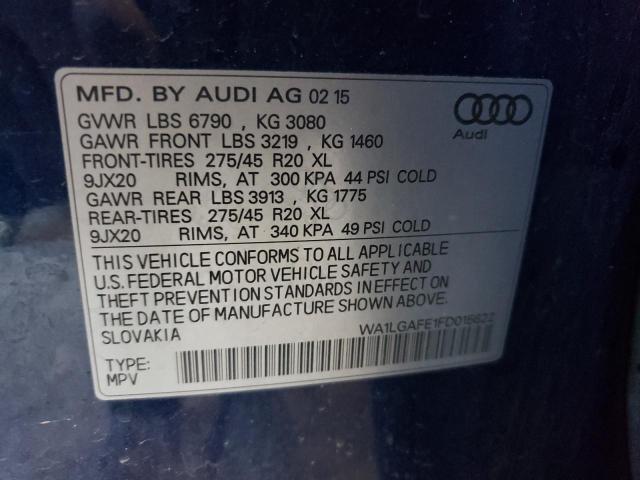 MFD. BY AUDI AG 02 15
Audi
GVWR LBS 6790 , KG 3080
GAWR FRONT LBS 3219 , KG 1460
FRONT-TIRES 275/45 R20 XL
9JX20 RIMS, AT 300 KPA 44 PSI COLD
GAWR REAR LBS 3913 , KG 1775
REAR-TIRES 275/45 R20 XL
9JX20 RIMS, AT 340 KPA 49 PSI COLD
THIS VEHICLE CONFORMS TO ALL APPLICABLE
U.S. FEDERAL MOTOR VEHICLE SAFETY AND
THEFT PREVENTION STANDARDS IN EFFECT ON
THE DATE OF MANUFACTURE SHOWN ABOVE.
SLOVAKIA
TYPE:
MPV